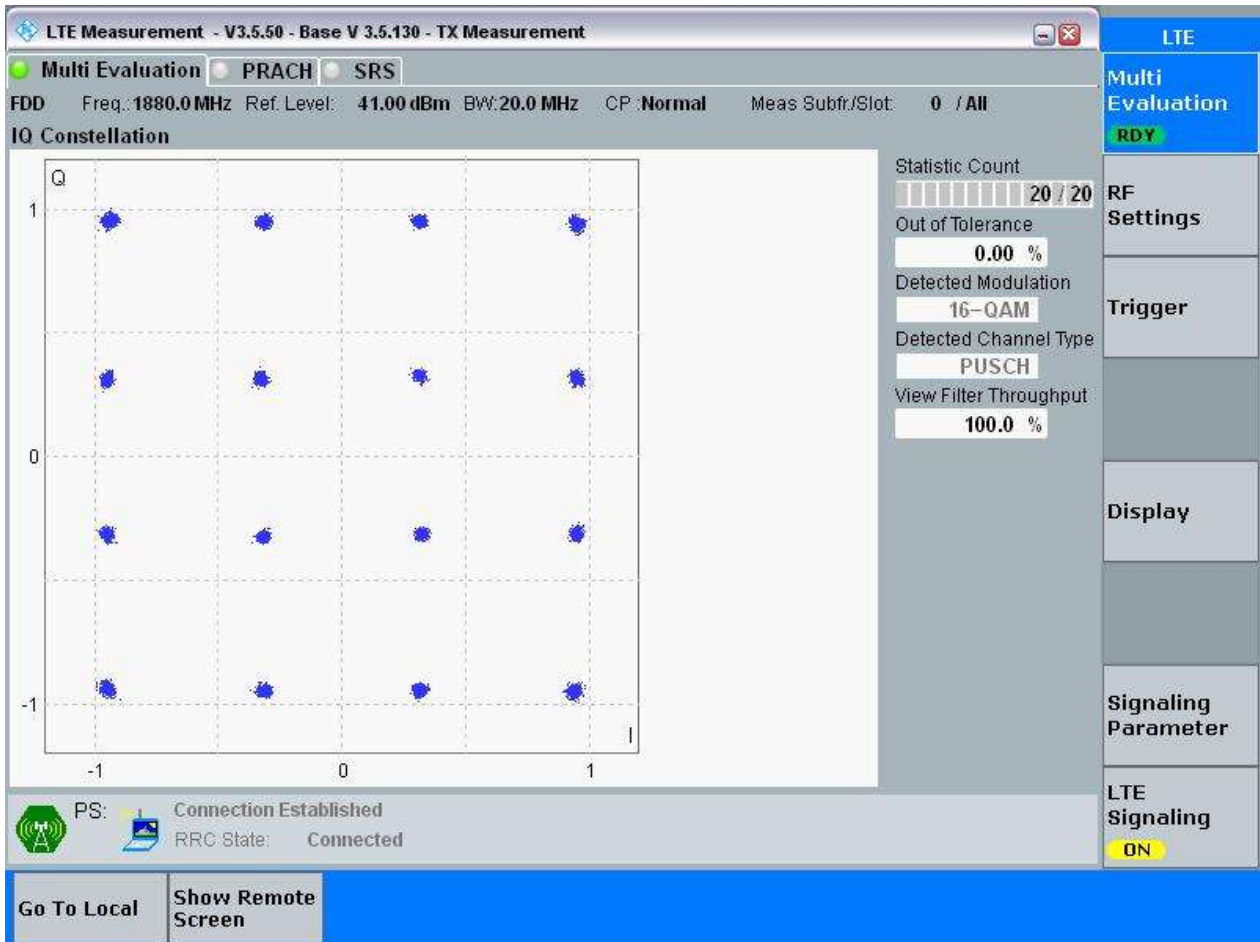 LTE Measurement - V3.5.50 - Base V 3.5.130 - TX Measurement
LTE
Multi Evaluation PRACH SRS
FDD Freq.: 1880.0 MHz Ref. Level: 41.00 dBm BW: 20.0 MHz CP : Normal Meas Subfr./Slot: 0 / All
IQ Constellation
Q
1
0
-1
I
-1 0 1
Statistic Count
20 / 20
Out of Tolerance
0.00 %
Detected Modulation
16-QAM
Detected Channel Type
PUSCH
View Filter Throughput
100.0 %
Multi
Evaluation
RDY
RF
Settings
Trigger
Display
Signaling
Parameter
LTE
Signaling
ON
PS: Connection Established
RRC State: Connected
Go To Local
Show Remote
Screen